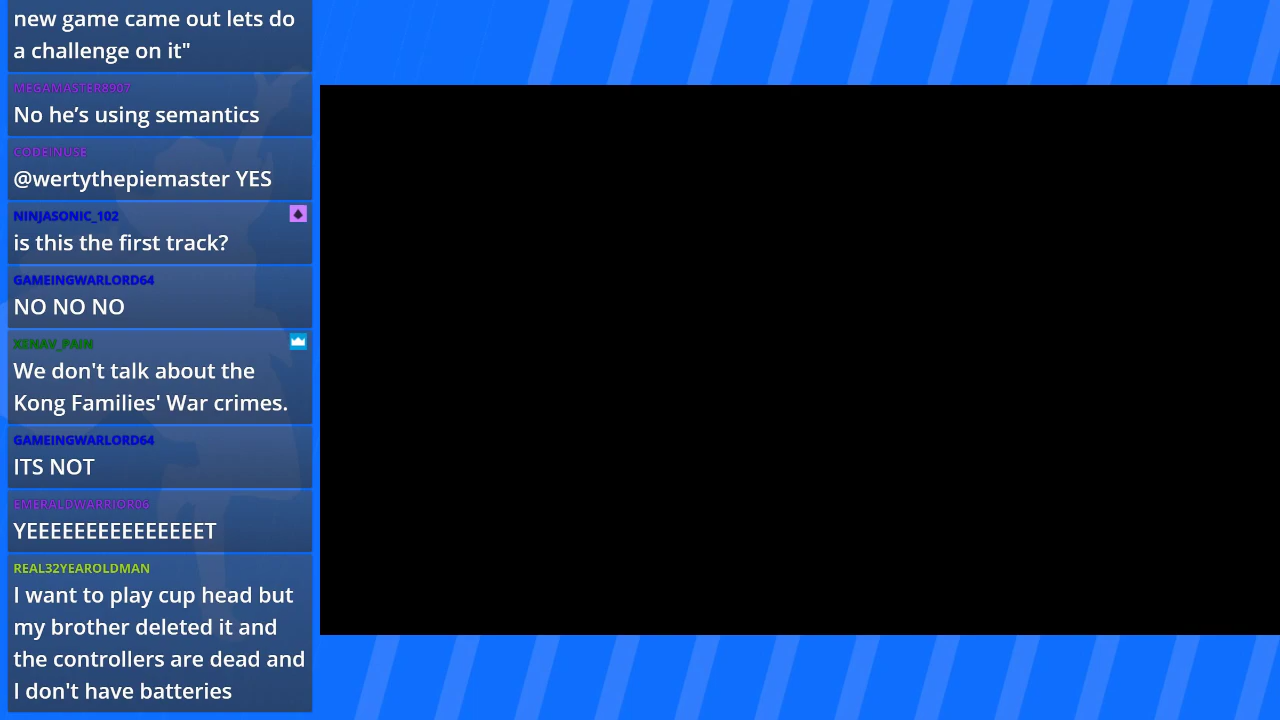 new game came out lets do
a challenge on it"
MEGAMASTER8907
No he’s using semantics
CODEINUSE
@wertythepiemaster YES
NINJASONIC_102
is this the first track?
GAMEINGWARLORD64
NO NO NO
XENAV_PAIN
We don't talk about the
Kong Families' War crimes.
GAMEINGWARLORD64
ITS NOT
EMERALDWARRIOR06
YEEEEEEEEEEEEEEET
REAL32YEAROLDMAN
I want to play cup head but
my brother deleted it and
the controllers are dead and
I don't have batteries